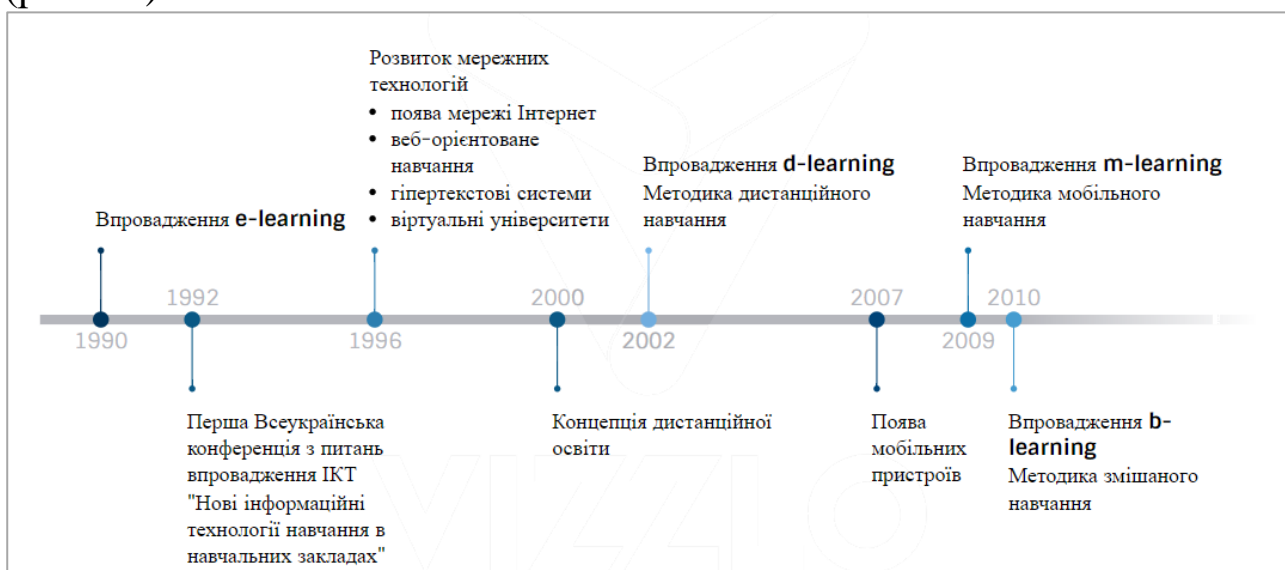 Розвиток мережних
технологій
• поява мережі Інтернет
• веб-орієнтоване
навчання
• гіпертекстові системи
• віртуальні університети
Впровадження e-learning
Впровадження d-learning
Методика дистанційного
навчання
Впровадження m-learning
Методика мобільного
навчання
1992
2000
2007
2010
1990
1996
2002
2009
Перша Всеукраїнська
конференція з питань
впровадження ІКТ
"Нові інформаційні
технології навчання в
навчальних закладах"
Концепція дистанційної
освіти
Поява
мобільних
пристроїв
Впровадження b-
learning
Методика змішаного
навчання
VIZZLO